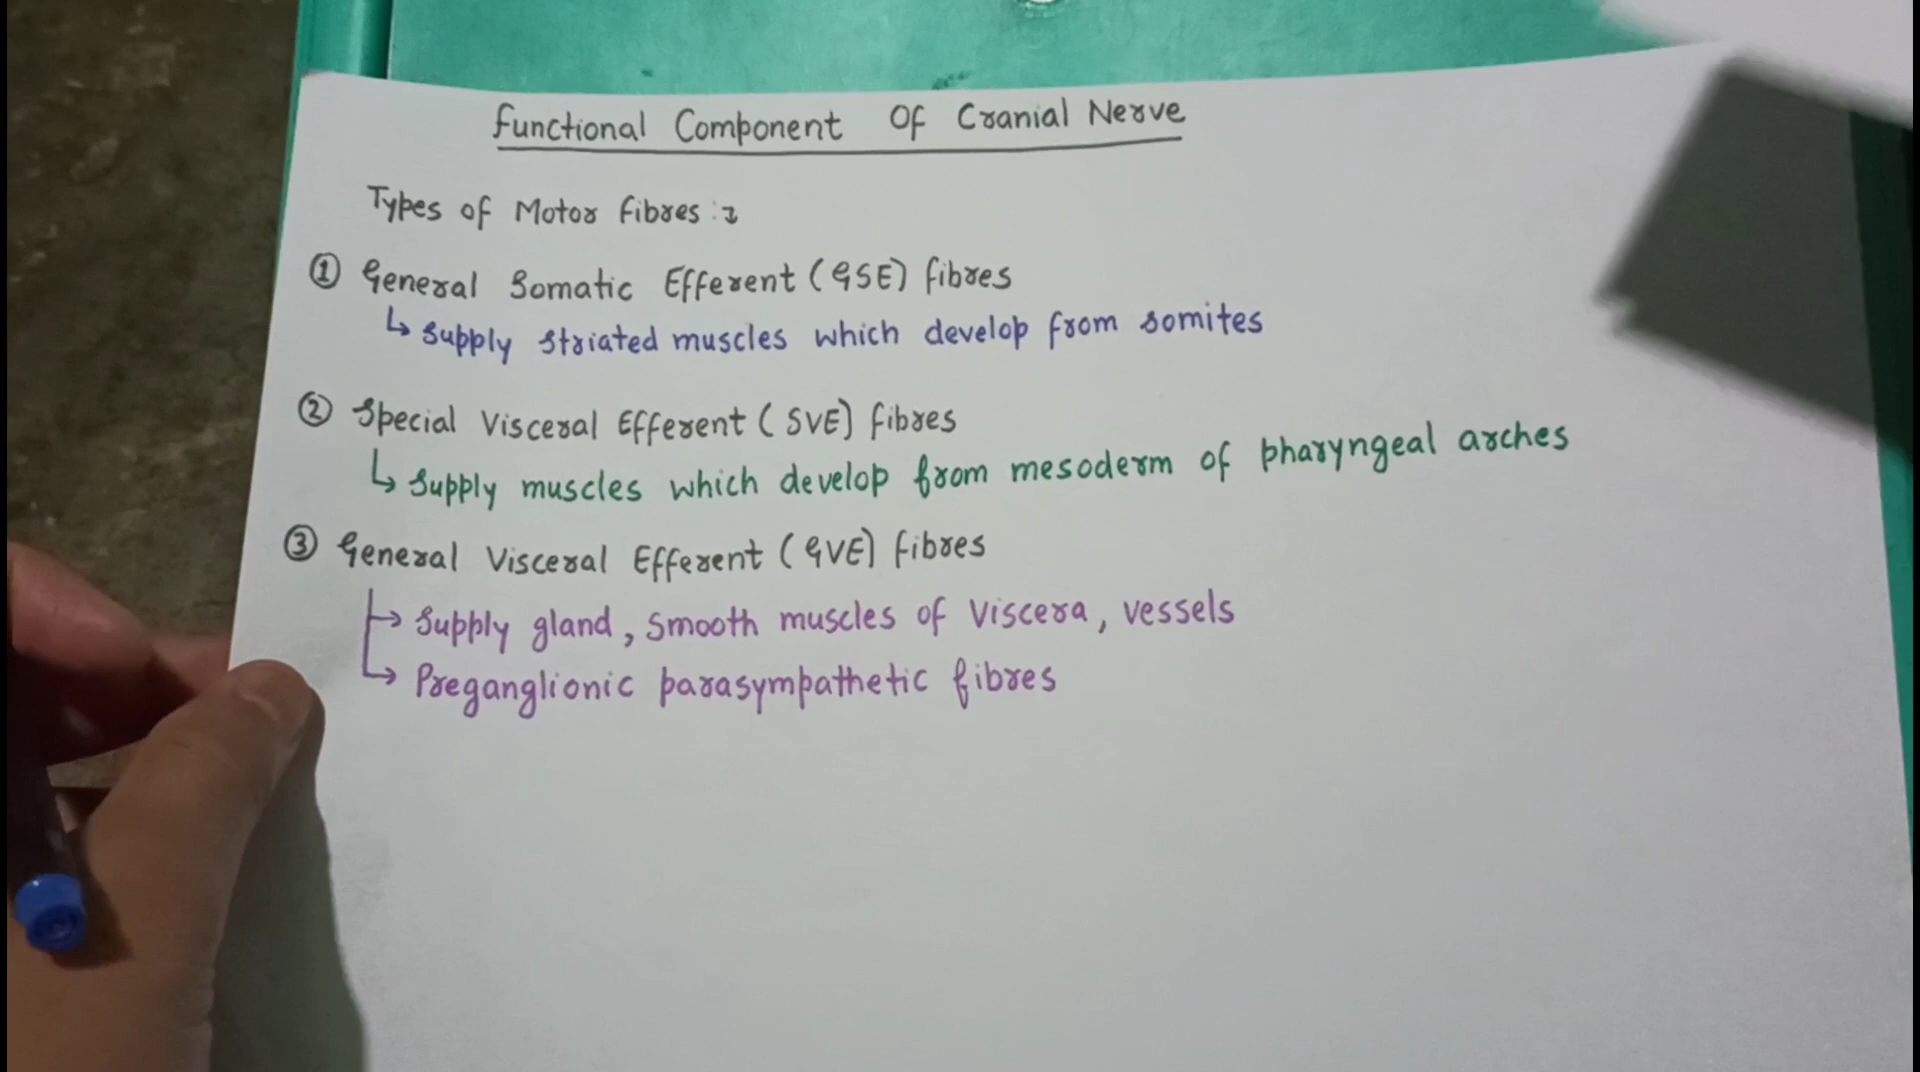 Functional Component Of Cranial Nerve
Types of Motor fibres :-
① General Somatic Efferent (GSE) fibres
↳ Supply striated muscles which develop from somites
② Special Visceral Efferent (SVE) fibres
↳ Supply muscles which develop from mesoderm of pharyngeal arches
③ General Visceral Efferent (GVE) fibres
↳ Supply gland, smooth muscles of viscera, vessels
↳ Preganglionic parasympathetic fibres